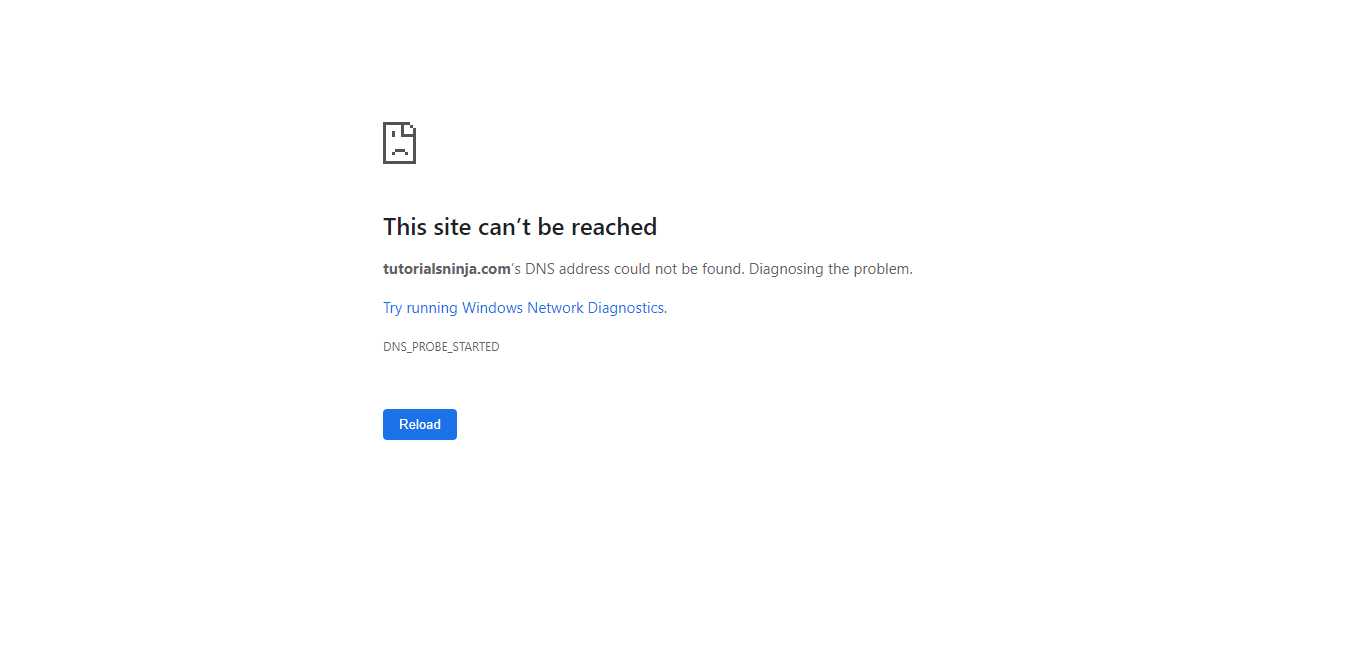 This site can’t be reached
tutorialsninja.com's DNS address could not be found. Diagnosing the problem.
Try running Windows Network Diagnostics.
DNS_PROBE_STARTED
Reload